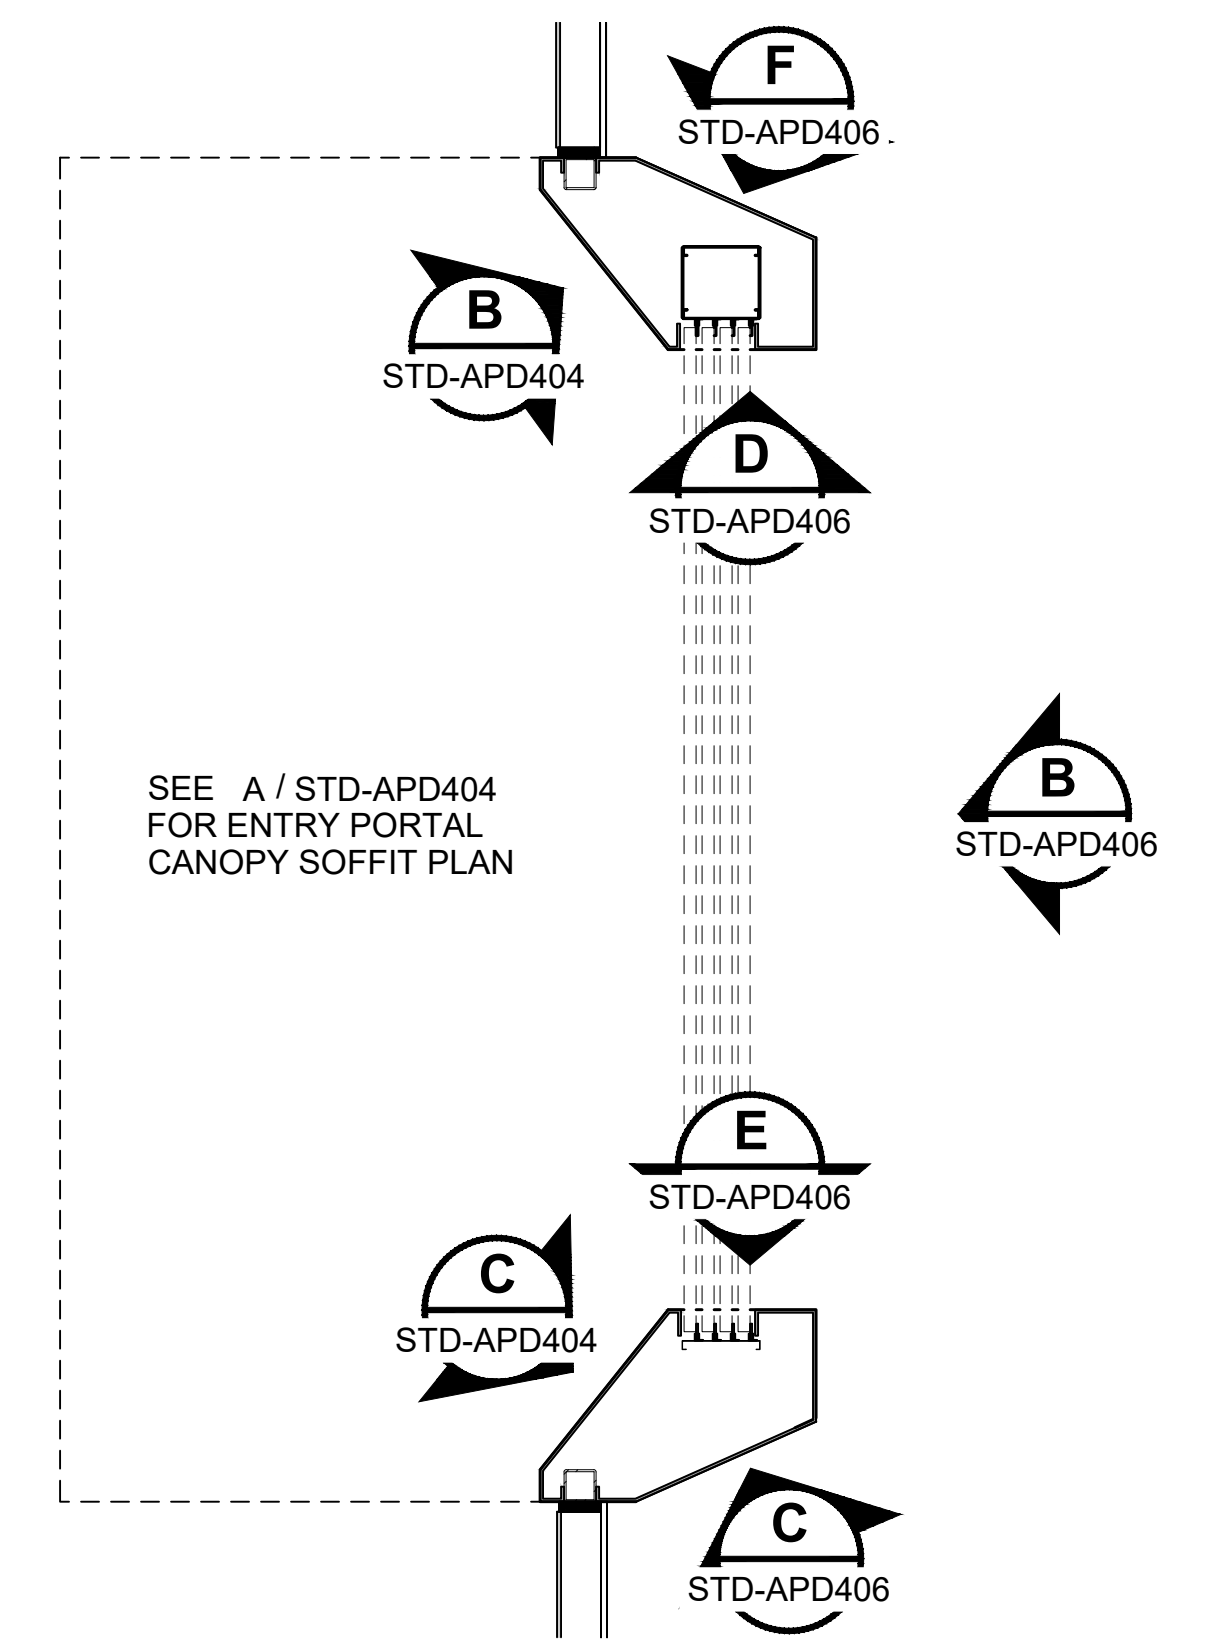 F
STD-APD406
B
STD-APD404
D
STD-APD406
B
STD-APD406
SEE A / STD-APD404
FOR ENTRY PORTAL
CANOPY SOFFIT PLAN
E
STD-APD406
C
STD-APD404
C
STD-APD406